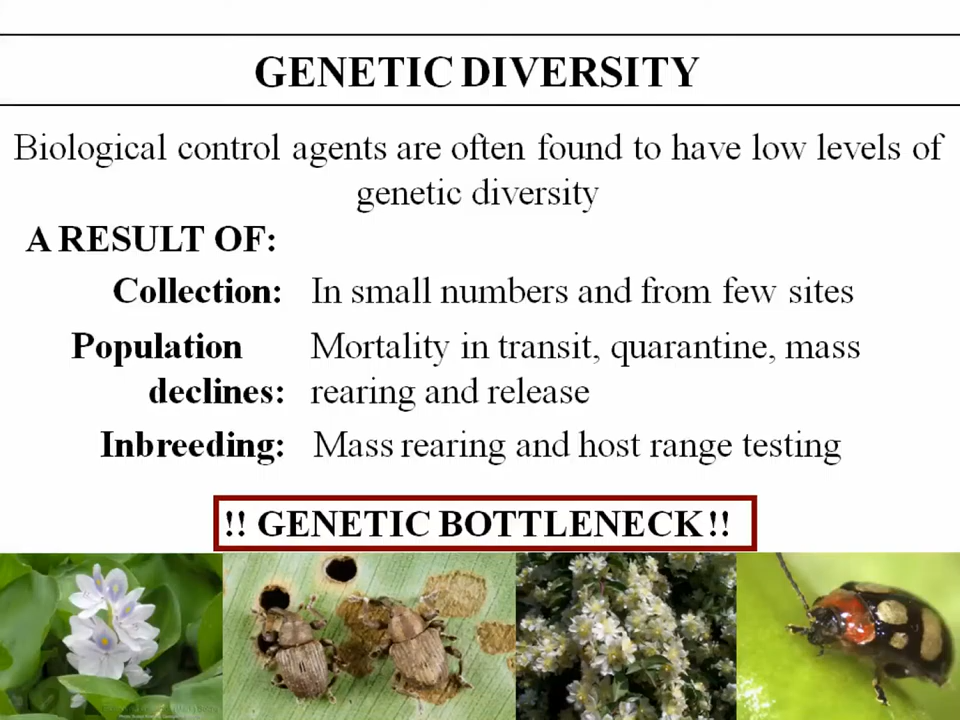 GENETIC DIVERSITY
Biological control agents are often found to have low levels of
genetic diversity
A RESULT OF:
Collection: In small numbers and from few sites
Population Mortality in transit, quarantine, mass
declines: rearing and release
Inbreeding: Mass rearing and host range testing
!! GENETIC BOTTLENECK!!